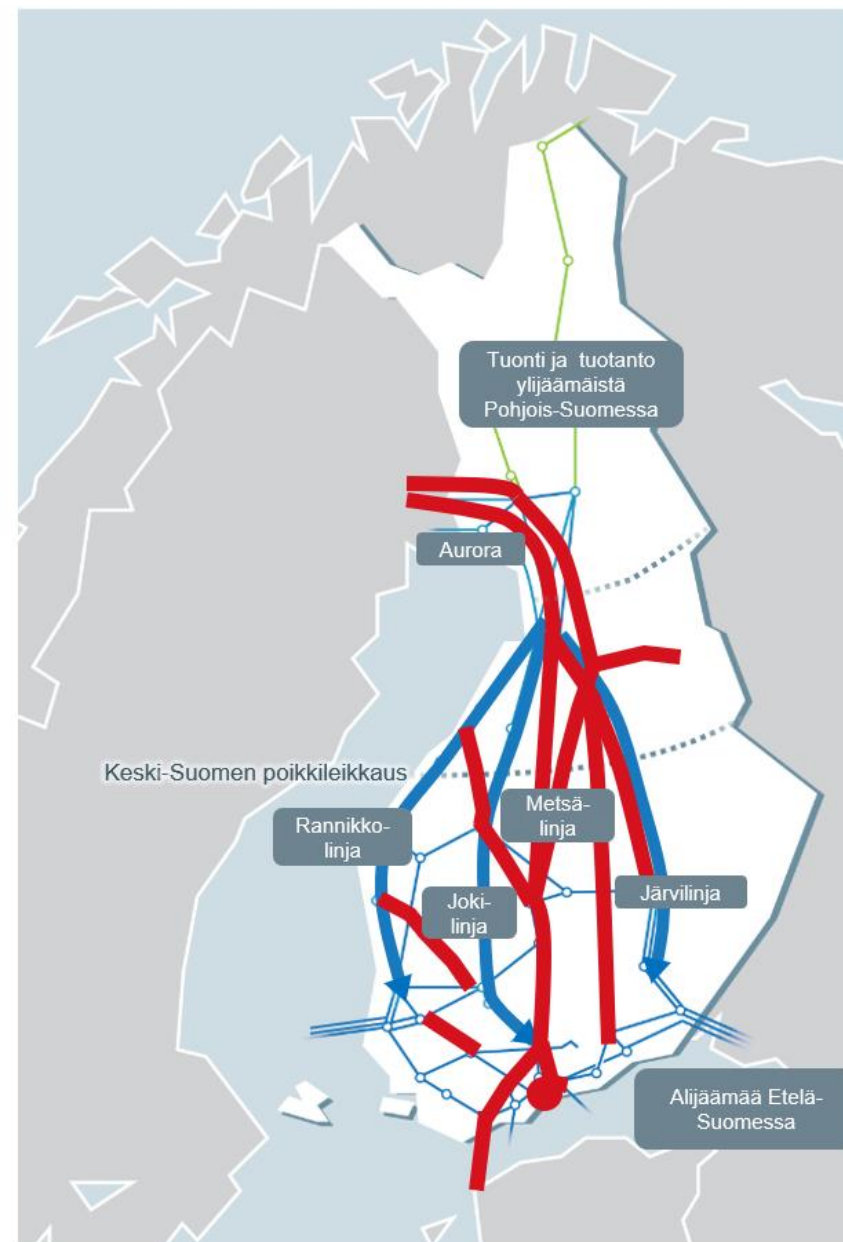 Tuonti ja tuotanto
ylijäämäistä
Pohjois-Suomessa
Aurora
Keski-Suomen poikkileikkaus
Rannikko-
linja
Metsä-
linja
Joki-
linja
Järvilinja
Alijäämää Etelä-
Suomessa